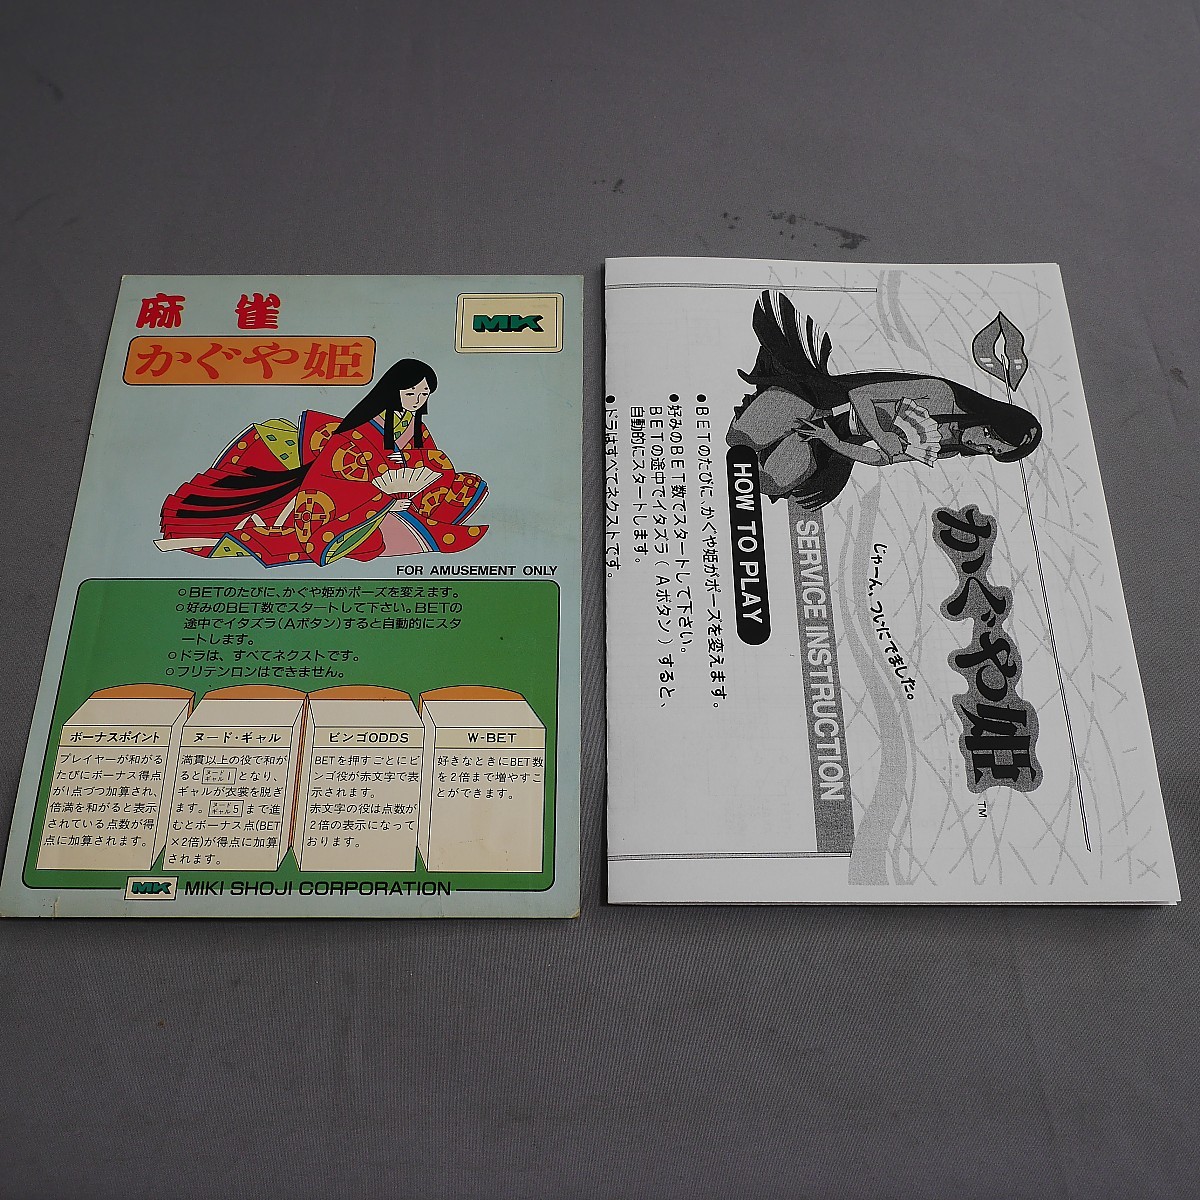 麻雀
かぐや姫
MK
FOR AMUSEMENT ONLY
○BETのたびに、かぐや姫がポーズを変えます。
○好みのBET数でスタートして下さい。BETの
途中でイタズラ(Aボタン)すると自動的にスタ
ートします。
○ドラは、すべてネクストです。
○フリテンロンはできません。
ボーナスポイント
プレイヤーが和がる
たびにボーナス得点
が1点づつ加算され、
倍満を和がると表示
されている点数が得
点に加算されます。
ヌード・ギャル
満貫以上の役で和が
ると ヌードギャル1 となり、
ギャルが衣裳を脱ぎ
ます。ヌードギャル5 まで進
むとボーナス点(BET
×2倍)が得点に加算
されます。
ビンゴODDS
BETを押すごとにビ
ンゴ役が赤文字で表
示されます。
赤文字の役は点数が
2倍の表示になって
おります。
W-BET
好きなときにBET数
を2倍まで増やすこ
とができます。
MK MIKI SHOJI CORPORATION
かぐや姫
TM
じゃーん、ついにでました。
SERVICE INSTRUCTION
HOW TO PLAY
●BETのたびに、かぐや姫がポーズを変えます。
●好みのBET数でスタートして下さい。
BETの途中でイタズラ(Aボタン)すると、
自動的にスタートします。
●ドラはすべてネクストです。